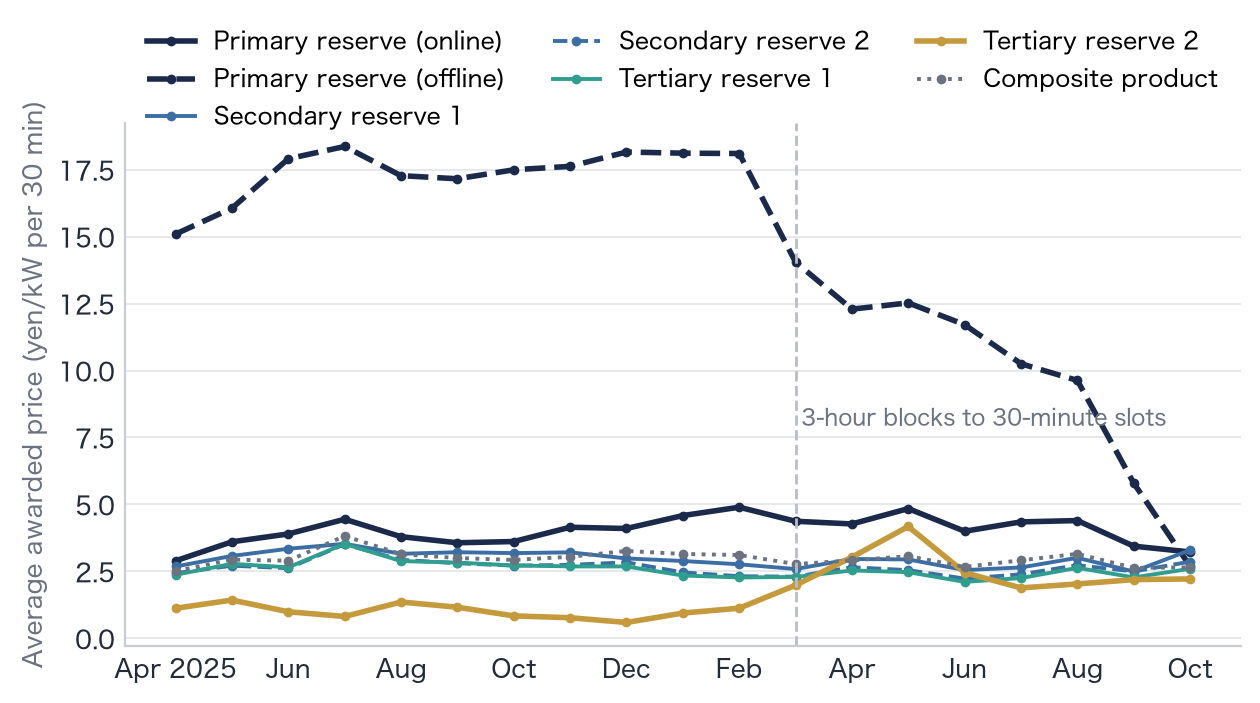 Primary reserve (online)
Primary reserve (offline)
Secondary reserve 1
Secondary reserve 2
Tertiary reserve 1
Tertiary reserve 2
Composite product
Average awarded price (yen/kW per 30 min)
17.5
15.0
12.5
10.0
7.5
5.0
2.5
0.0
3-hour blocks to 30-minute slots
Apr 2025 Jun Aug Oct Dec Feb Apr Jun Aug Oct